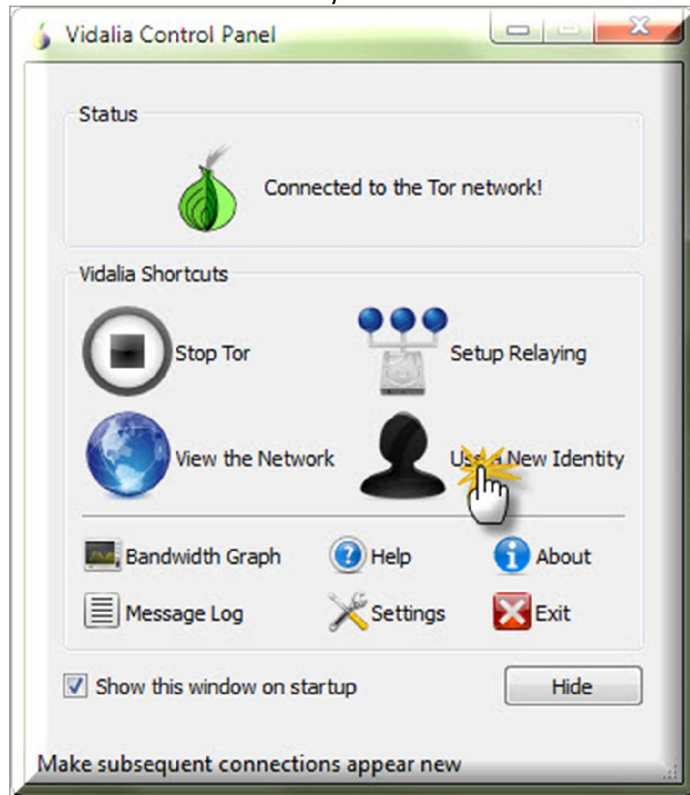 Vidalia Control Panel
Status
Connected to the Tor network!
Vidalia Shortcuts
Stop Tor
Setup Relaying
View the Network
New Identity
Bandwidth Graph
Help
About
Message Log
Settings
Exit
Show this window on startup
Hide
Make subsequent connections appear new